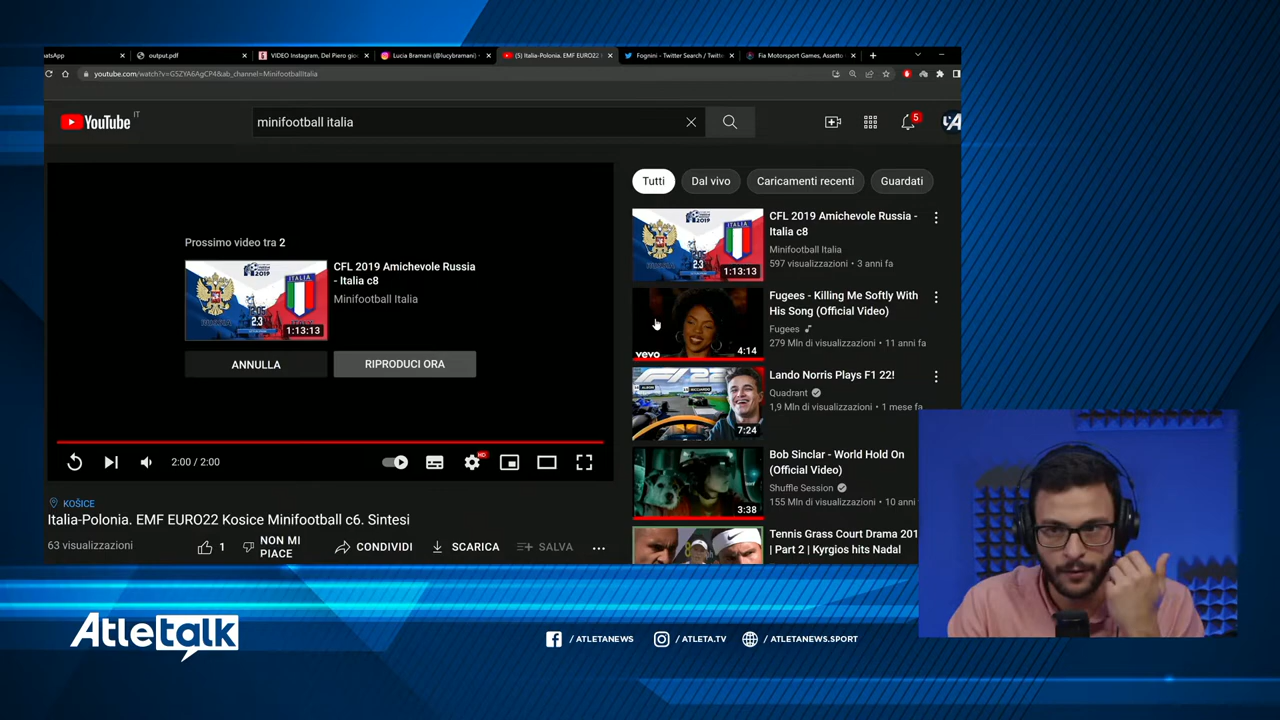 atsApp
output.pdf
VIDEO Instagram, Del Piero gio
Lucia Bramani (@lucybramani)
(5) Italia-Polonia. EMF EURO22
Fognini - Twitter Search / Twitte
Fia Motorsport Games, Assetto
youtube.com/watch?v=G5ZYA6AgCP4&ab_channel=MinifootballItalia
YouTube IT
minifootball italia
5
Tutti
Dal vivo
Caricamenti recenti
Guardati
Prossimo video tra 2
CFL 2019 Amichevole Russia
- Italia c8
Minifootball Italia
1:13:13
ANNULLA
RIPRODUCI ORA
2:00 / 2:00
HD
KOŠICE
Italia-Polonia. EMF EURO22 Kosice Minifootball c6. Sintesi
63 visualizzazioni
1
NON MI
PIACE
CONDIVIDI
SCARICA
SALVA
CFL 2019 Amichevole Russia -
Italia c8
Minifootball Italia
597 visualizzazioni • 3 anni fa
1:13:13
Fugees - Killing Me Softly With
His Song (Official Video)
Fugees
279 Mln di visualizzazioni • 11 anni fa
vevo
4:14
Lando Norris Plays F1 22!
Quadrant
1,9 Mln di visualizzazioni • 1 mese fa
7:24
Bob Sinclar - World Hold On
(Official Video)
Shuffle Session
155 Mln di visualizzazioni • 10 anni
3:38
Tennis Grass Court Drama 201
| Part 2 | Kyrgios hits Nadal
Atletalk
/ATLETANEWS
/ATLETA.TV
/ATLETANEWS.SPORT